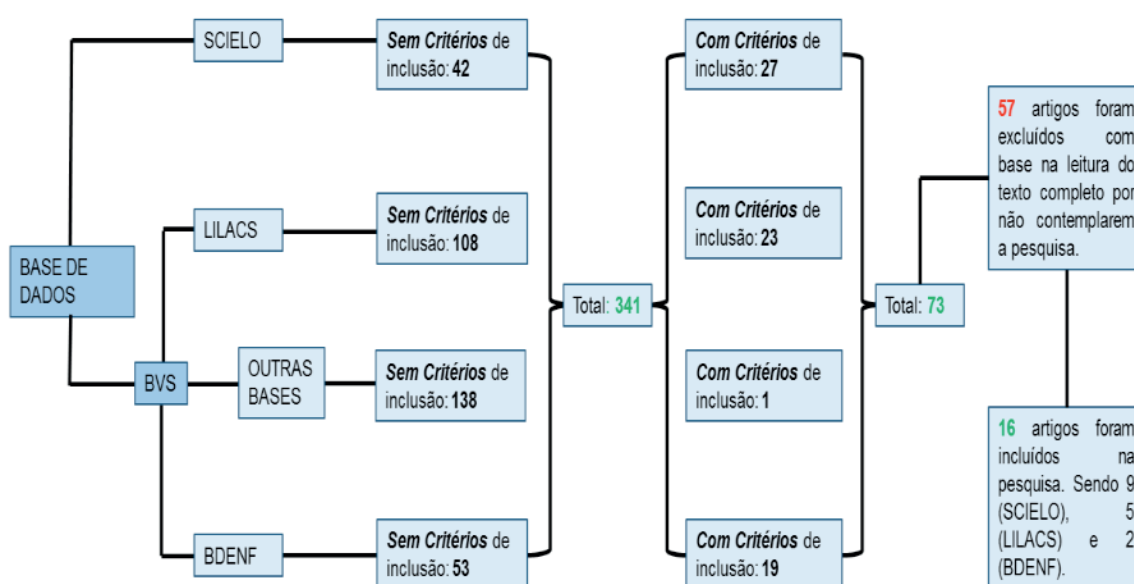 SCIELO
Sem Critérios de
inclusão: 42
Com Critérios de
inclusão: 27
57 artigos foram
excluídos com
base na leitura do
texto completo por
não contemplarem
a pesquisa.
LILACS
Sem Critérios de
inclusão: 108
Com Critérios de
inclusão: 23
BASE DE
DADOS
Total: 341
Total: 73
BVS
OUTRAS
BASES
Sem Critérios de
inclusão: 138
Com Critérios de
inclusão: 1
16 artigos foram
incluídos na
pesquisa. Sendo 9
(SCIELO), 5
(LILACS) e 2
(BDENF).
BDENF
Sem Critérios de
inclusão: 53
Com Critérios de
inclusão: 19